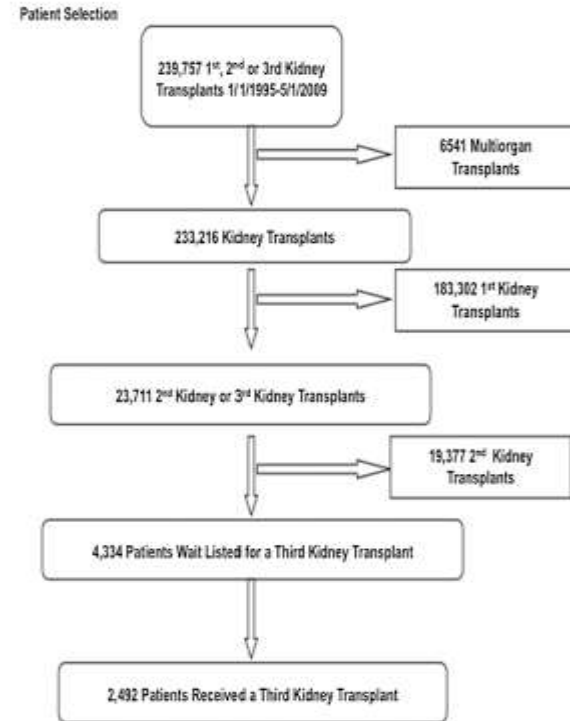 Patient Selection
239,757 1st, 2nd or 3rd Kidney
Transplants 1/1/1995-5/1/2009
6541 Multiorgan
Transplants
233,216 Kidney Transplants
183,302 1st Kidney
Transplants
23,711 2nd Kidney or 3rd Kidney Transplants
19,377 2nd Kidney
Transplants
4,334 Patients Wait Listed for a Third Kidney Transplant
2,492 Patients Received a Third Kidney Transplant